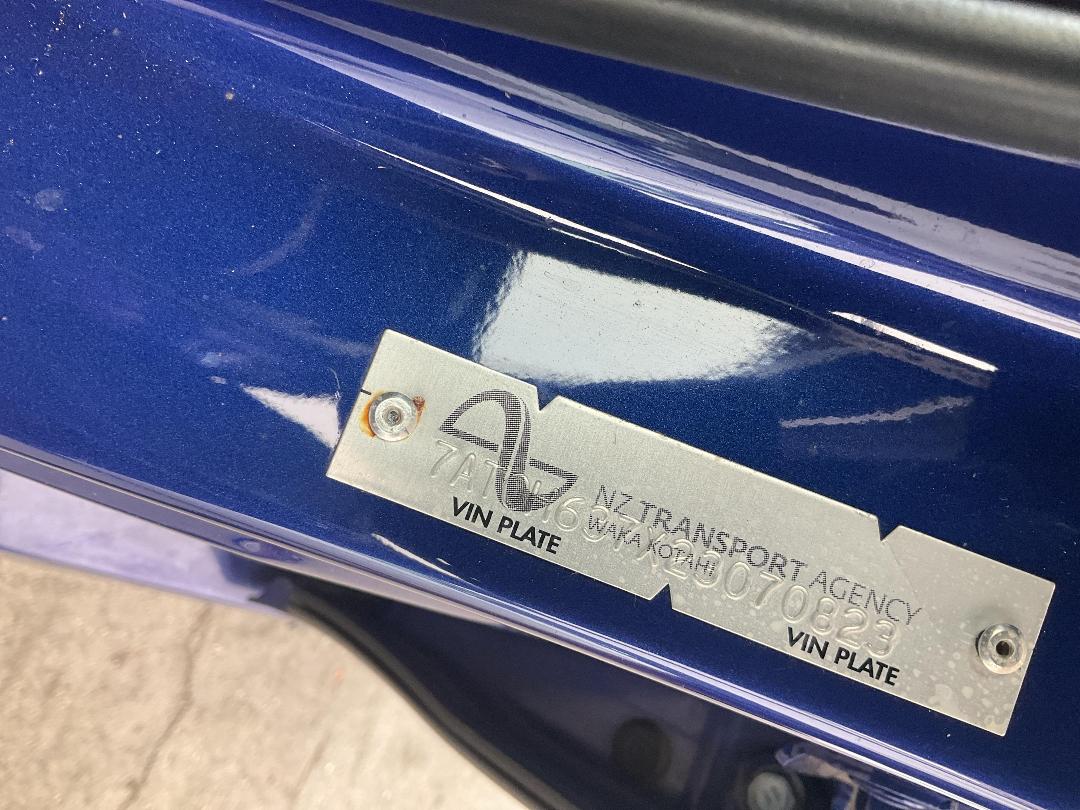 NZ TRANSPORT AGENCY
WAKA KOTAHI
VIN PLATE
VIN PLATE